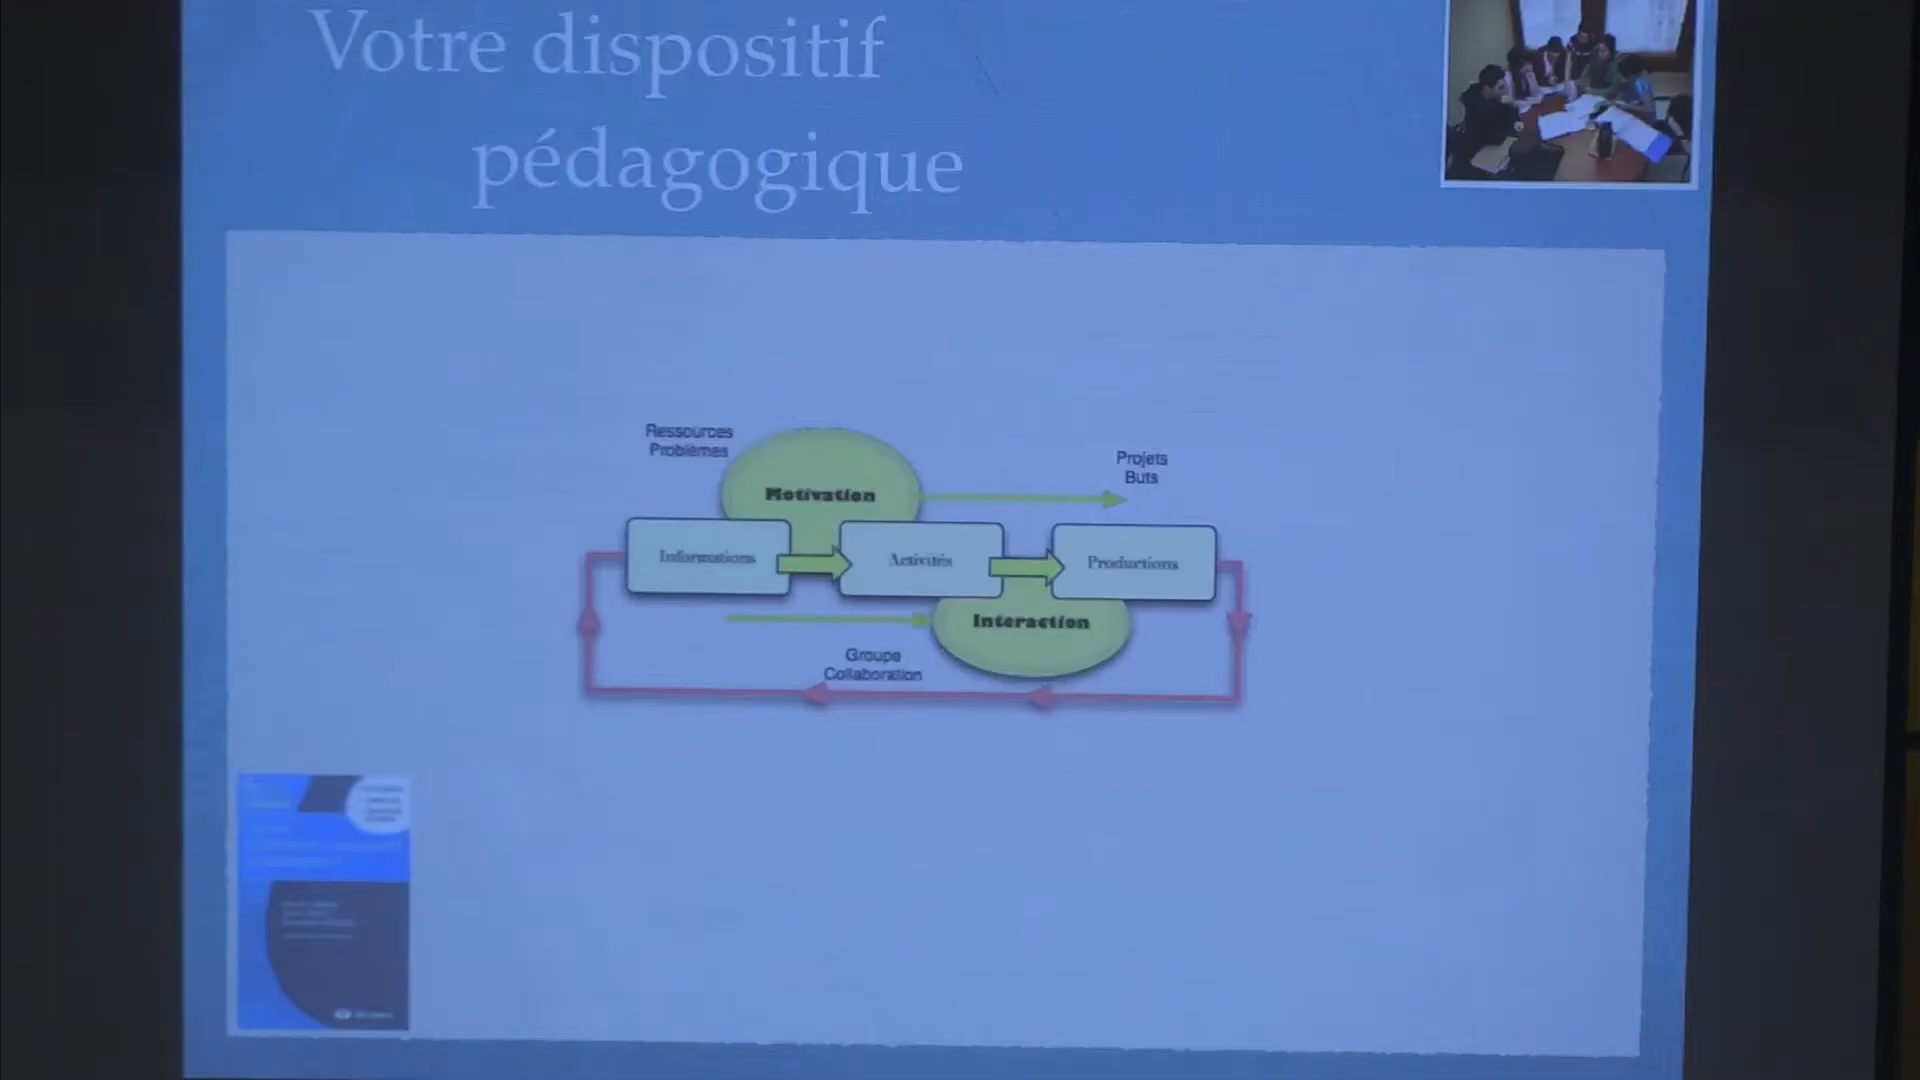 Votre dispositif
pédagogique
Ressources
Problèmes
Motivation
Projets
Buts
Informations
Activités
Productions
Interaction
Groupe
Collaboration